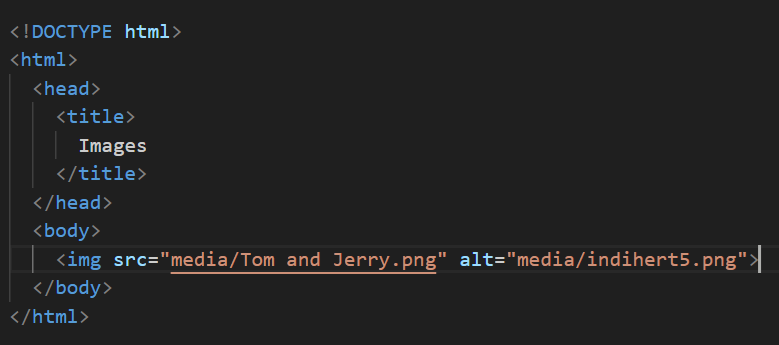 <!DOCTYPE html>
<html>
<head>
<title>
Images
</title>
</head>
<body>
<img src="media/Tom and Jerry.png" alt="media/indihert5.png">
</body>
</html>